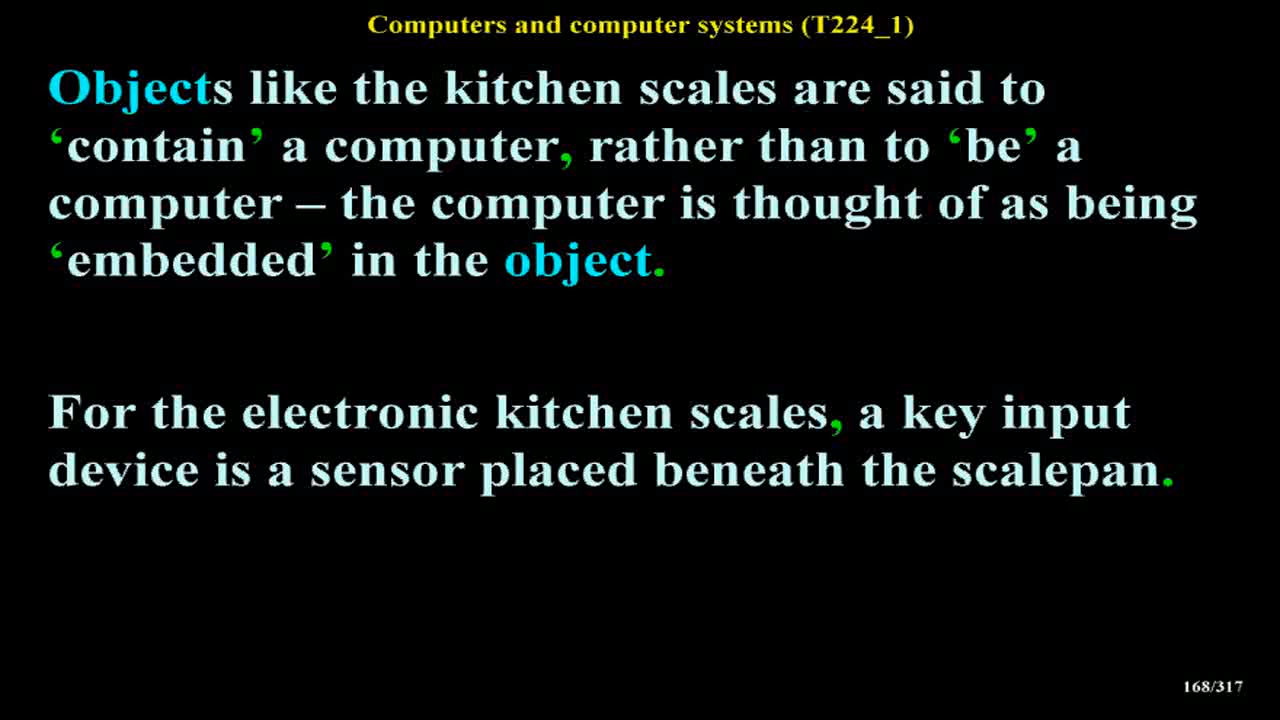 Computers and computer systems (T224_1)
Objects like the kitchen scales are said to
‘contain’ a computer, rather than to ‘be’ a
computer – the computer is thought of as being
‘embedded’ in the object.
For the electronic kitchen scales, a key input
device is a sensor placed beneath the scalepan.
168/317